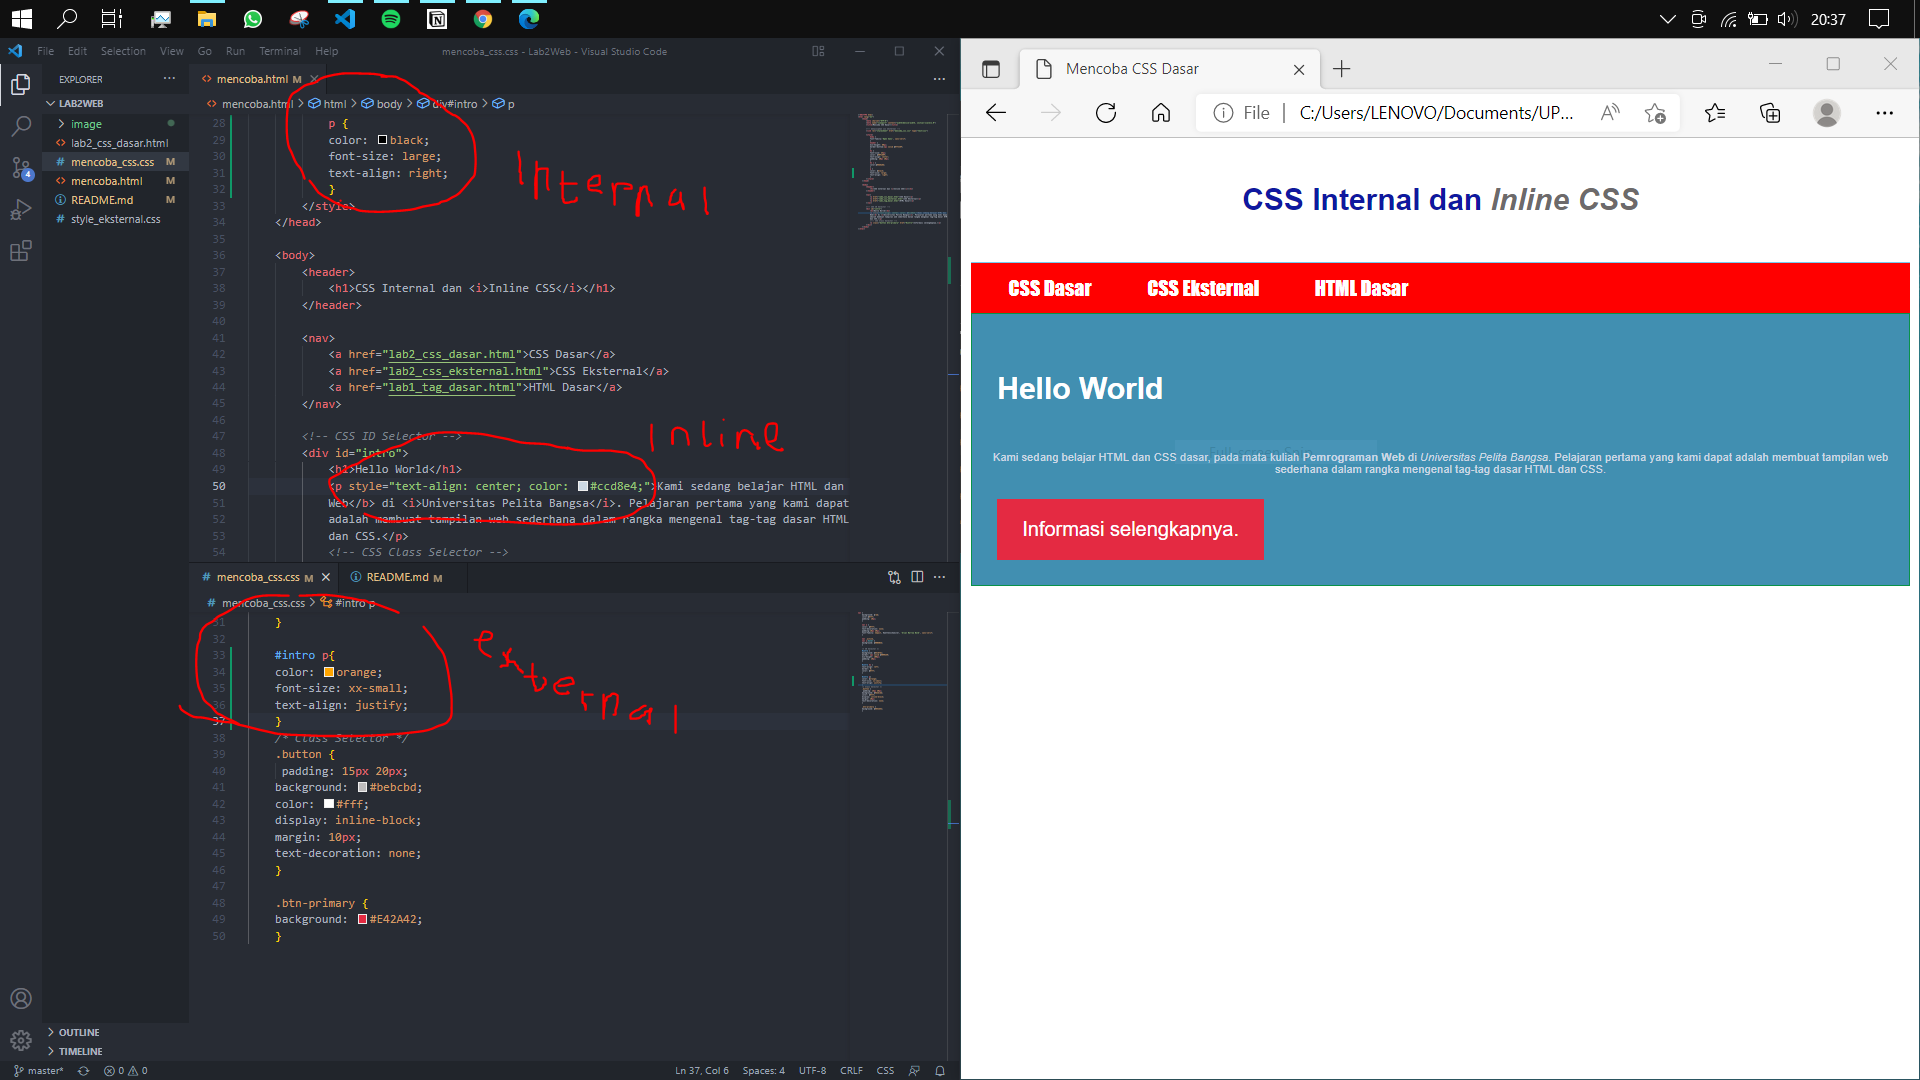 20:37
File Edit Selection View Go Run Terminal Help
mencoba_css.css - Lab2Web - Visual Studio Code
EXPLORER
LAB2WEB
image
lab2_css_dasar.html
mencoba_css.css M
mencoba.html M
README.md M
style_eksternal.css
4
OUTLINE
TIMELINE
mencoba.html M
mencoba.html > html > body > div#intro > p
28 p {
29 color: black;
30 font-size: large;
31 text-align: right;
32 }
33 </style>
34 </head>
35
36 <body>
37 <header>
38 <h1>CSS Internal dan <i>Inline CSS</i></h1>
39 </header>
40
41 <nav>
42 <a href="lab2_css_dasar.html">CSS Dasar</a>
43 <a href="lab2_css_eksternal.html">CSS Eksternal</a>
44 <a href="lab1_tag_dasar.html">HTML Dasar</a>
45 </nav>
46
47 <!-- CSS ID Selector -->
48 <div id="intro">
49 <h1>Hello World</h1>
50 <p style="text-align: center; color: #ccd8e4;">Kami sedang belajar HTML dan
51 Web</b> di <i>Universitas Pelita Bangsa</i>. Pelajaran pertama yang kami dapat
52 adalah membuat tampilan web sederhana dalam rangka mengenal tag-tag dasar HTML
53 dan CSS.</p>
54 <!-- CSS Class Selector -->
Internal
Inline
mencoba_css.css M
README.md M
mencoba_css.css > #intro p
31 }
32
33 #intro p{
34 color: orange;
35 font-size: xx-small;
36 text-align: justify;
37 }
38 /* Class Selector */
39 .button {
40 padding: 15px 20px;
41 background: #bebcbd;
42 color: #fff;
43 display: inline-block;
44 margin: 10px;
45 text-decoration: none;
46 }
47
48 .btn-primary {
49 background: #E42A42;
50 }
external
master* 0 0
Ln 37, Col 6 Spaces: 4 UTF-8 CRLF CSS
Mencoba CSS Dasar
File C:/Users/LENOVO/Documents/UP...
CSS Internal dan Inline CSS
CSS Dasar CSS Eksternal HTML Dasar
Hello World
Kami sedang belajar HTML dan CSS dasar, pada mata kuliah Pemrograman Web di Universitas Pelita Bangsa. Pelajaran pertama yang kami dapat adalah membuat tampilan web
sederhana dalam rangka mengenal tag-tag dasar HTML dan CSS.
Informasi selengkapnya.